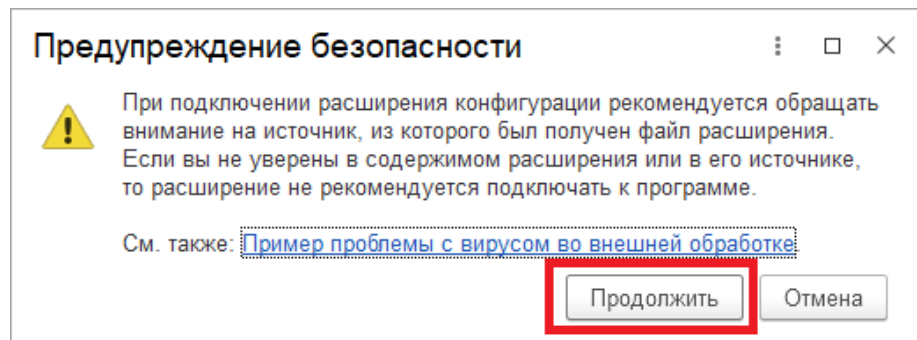 Предупреждение безопасности
При подключении расширения конфигурации рекомендуется обращать
внимание на источник, из которого был получен файл расширения.
Если вы не уверены в содержимом расширения или в его источнике,
то расширение не рекомендуется подключать к программе.
См. также: Пример проблемы с вирусом во внешней обработке.
Продолжить
Отмена